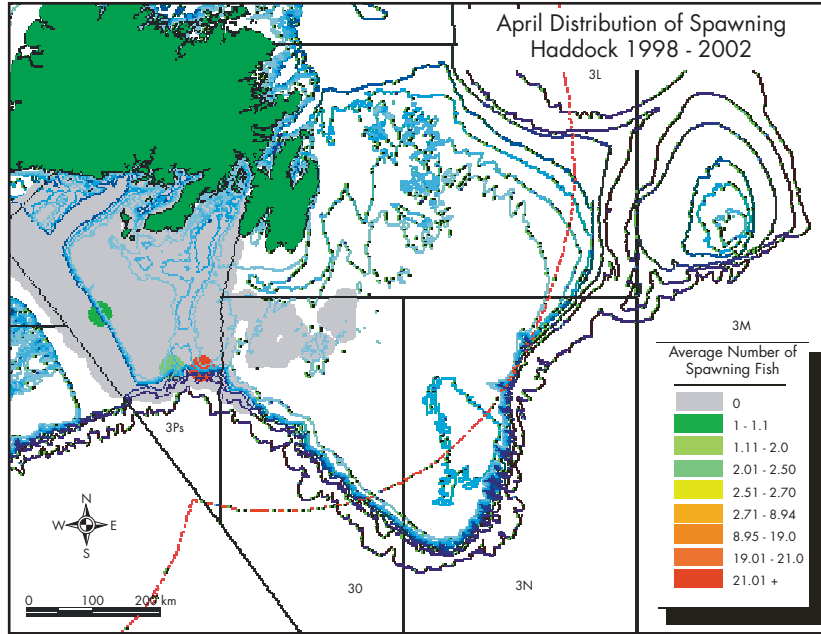 April Distribution of Spawning
Haddock 1998 - 2002
3L
3M
Average Number of
Spawning Fish
0
1 - 1.1
1.11 - 2.0
2.01 - 2.50
2.51 - 2.70
2.71 - 8.94
8.95 - 19.0
19.01 - 21.0
21.01 +
3Ps
N
W E
S
30
3N
0 100 200 km